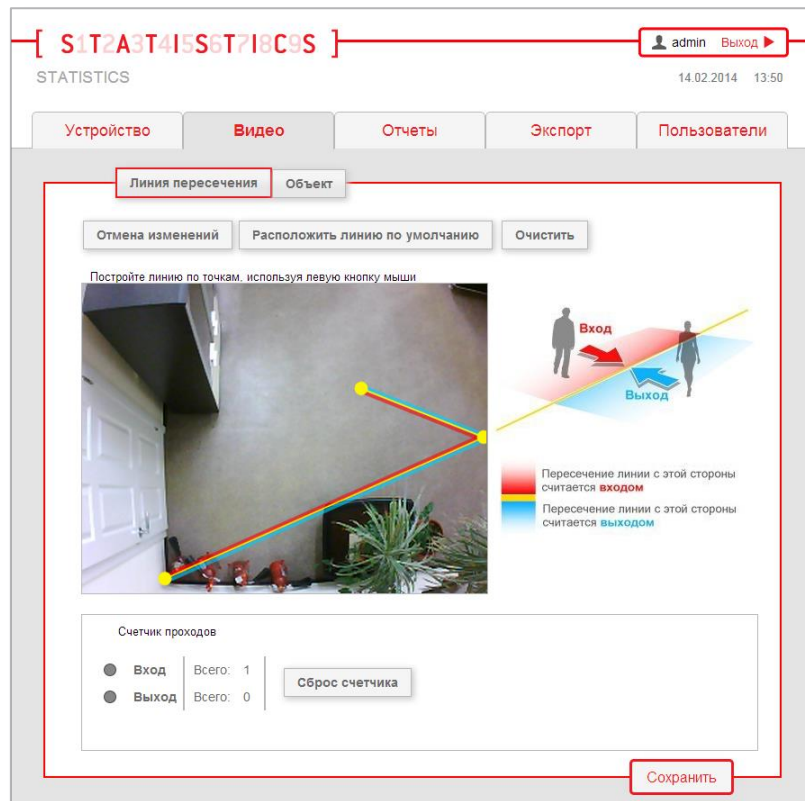 [ S1T2A3T4I5S6T7I8C9S ]
admin Выход
STATISTICS
14.02.2014 13:50
Устройство Видео Отчеты Экспорт Пользователи
Линия пересечения Объект
Отмена изменений Расположить линию по умолчанию Очистить
Постройте линию по точкам, используя левую кнопку мыши
Вход
Выход
Пересечение линии с этой стороны
считается входом
Пересечение линии с этой стороны
считается выходом
Счетчик проходов
Вход Всего: 1
Выход Всего: 0
Сброс счетчика
Сохранить